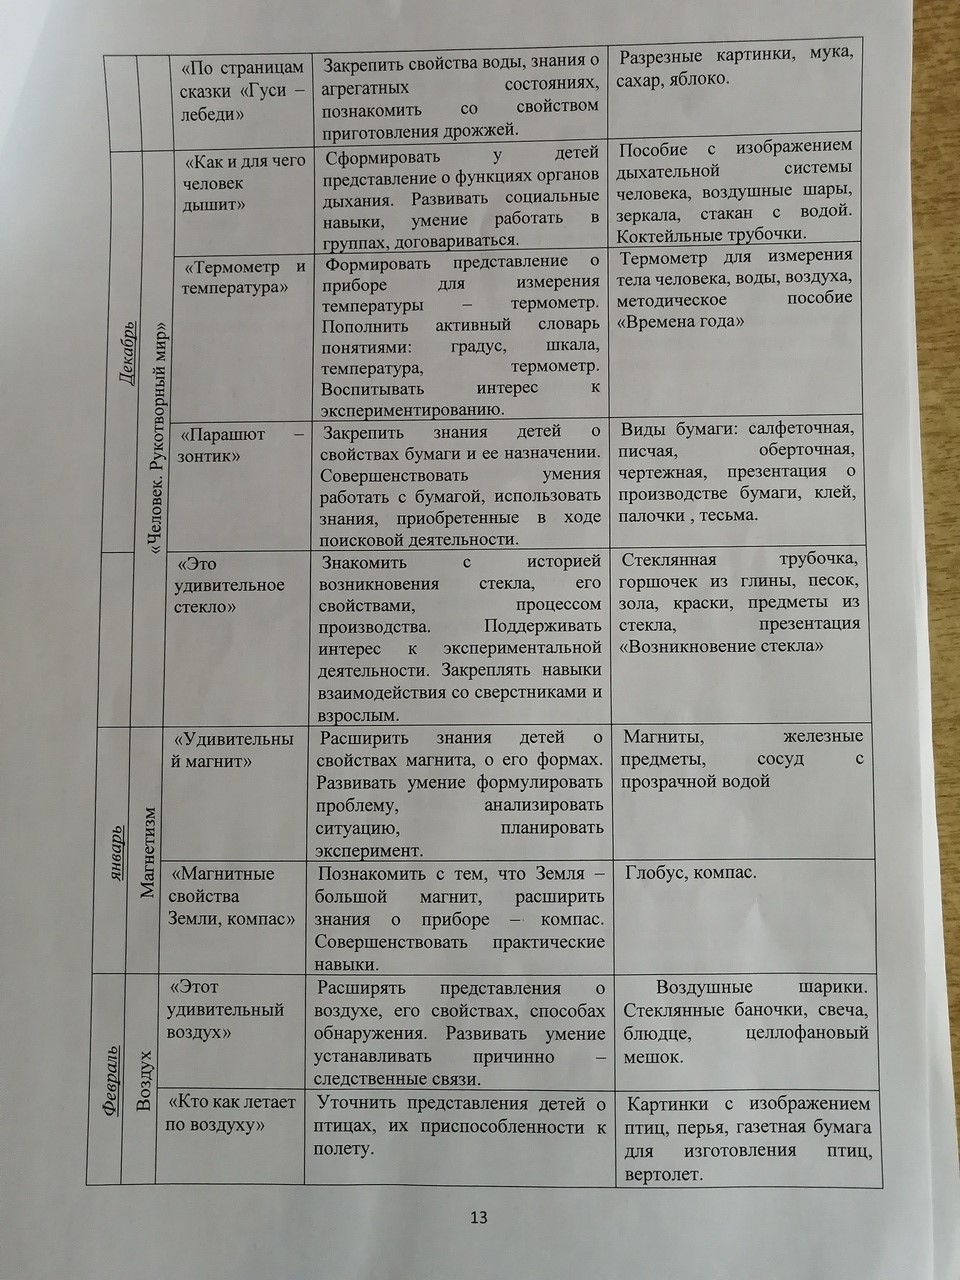 «По страницам
сказки «Гуси –
лебеди»
Закрепить свойства воды, знания о
агрегатных состояниях,
познакомить со свойством
приготовления дрожжей.
Разрезные картинки, мука,
сахар, яблоко.
Декабрь
«Человек. Рукотворный мир»
«Как и для чего
человек
дышит»
Сформировать у детей
представление о функциях органов
дыхания. Развивать социальные
навыки, умение работать в
группах, договариваться.
Пособие с изображением
дыхательной системы
человека, воздушные шары,
зеркала, стакан с водой.
Коктейльные трубочки.
«Термометр и
температура»
Формировать представление о
приборе для измерения
температуры – термометр.
Пополнить активный словарь
понятиями: градус, шкала,
температура, термометр.
Воспитывать интерес к
экспериментированию.
Термометр для измерения
тела человека, воды, воздуха,
методическое пособие
«Времена года»
«Парашют –
зонтик»
Закрепить знания детей о
свойствах бумаги и ее назначении.
Совершенствовать умения
работать с бумагой, использовать
знания, приобретенные в ходе
поисковой деятельности.
Виды бумаги: салфеточная,
писчая, оберточная,
чертежная, презентация о
производстве бумаги, клей,
палочки , тесьма.
«Это
удивительное
стекло»
Знакомить с историей
возникновения стекла, его
свойствами, процессом
производства. Поддерживать
интерес к экспериментальной
деятельности. Закреплять навыки
взаимодействия со сверстниками и
взрослым.
Стеклянная трубочка,
горшочек из глины, песок,
зола, краски, предметы из
стекла, презентация
«Возникновение стекла»
январь
Магнетизм
«Удивительны
й магнит»
Расширить знания детей о
свойствах магнита, о его формах.
Развивать умение формулировать
проблему, анализировать
ситуацию, планировать
эксперимент.
Магниты, железные
предметы, сосуд с
прозрачной водой
«Магнитные
свойства
Земли, компас»
Познакомить с тем, что Земля –
большой магнит, расширить
знания о приборе – компас.
Совершенствовать практические
навыки.
Глобус, компас.
Февраль
Воздух
«Этот
удивительный
воздух»
Расширять представления о
воздухе, его свойствах, способах
обнаружения. Развивать умение
устанавливать причинно –
следственные связи.
Воздушные шарики.
Стеклянные баночки, свеча,
блюдце, целлофановый
мешок.
«Кто как летает
по воздуху»
Уточнить представления детей о
птицах, их приспособленности к
полету.
Картинки с изображением
птиц, перья, газетная бумага
для изготовления птиц,
вертолет.
13